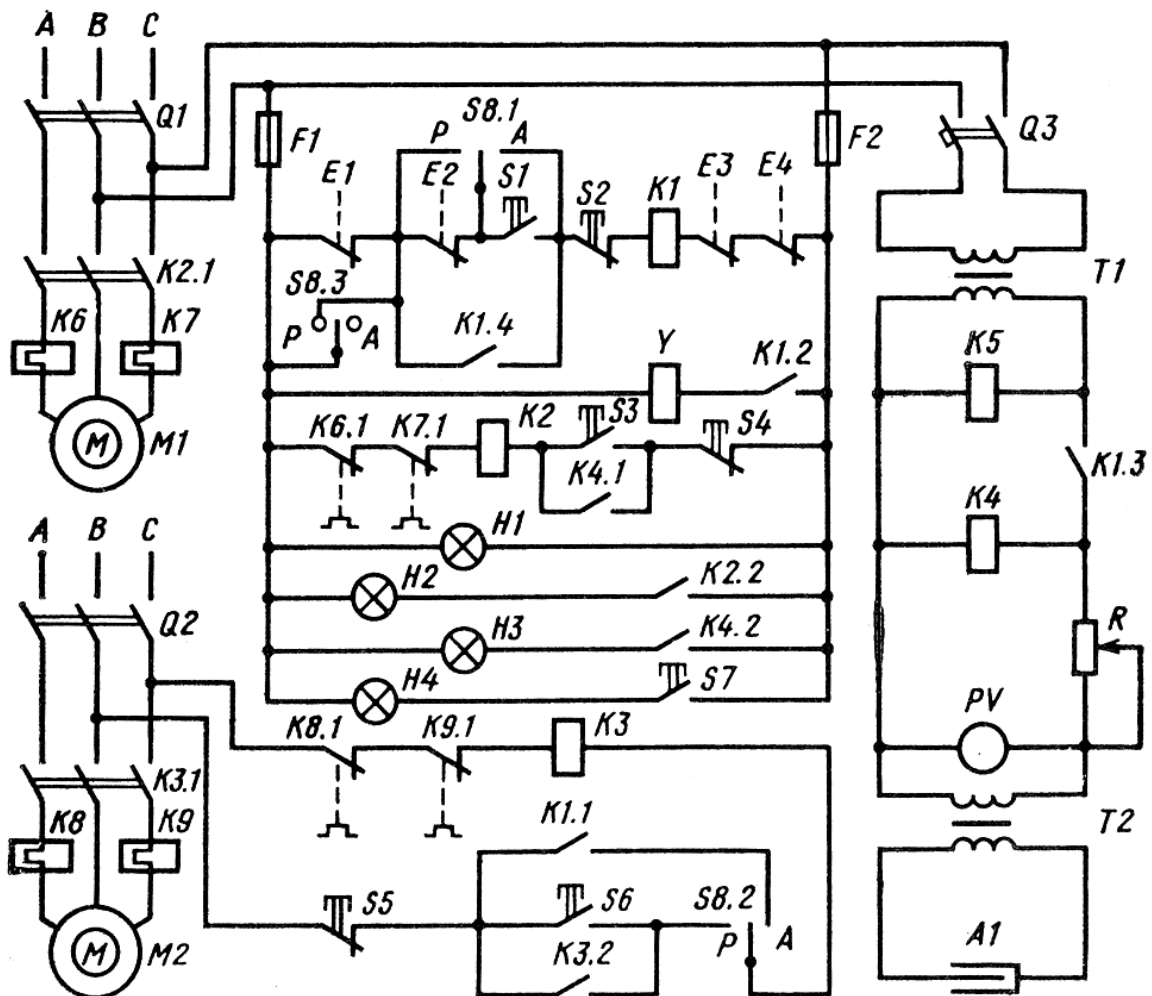 A B C
Q1
F1
P S8.1 A
F2
Q3
E1 E2 S1 S2 K1 E3 E4
K2.1
T1
S8.3
P A
K6 K7
K1.4
Y K1.2
K5
M M1
K6.1 K7.1 K2 S3 S4
K4.1
K1.3
K4
H1
A B C
H2 K2.2
Q2
H3 K4.2
R
H4 S7
PV
K8.1 K9.1 K3
K3.1
K8 K9
T2
K1.1
S5 S6 S8.2
P A
M M2
K3.2
A1